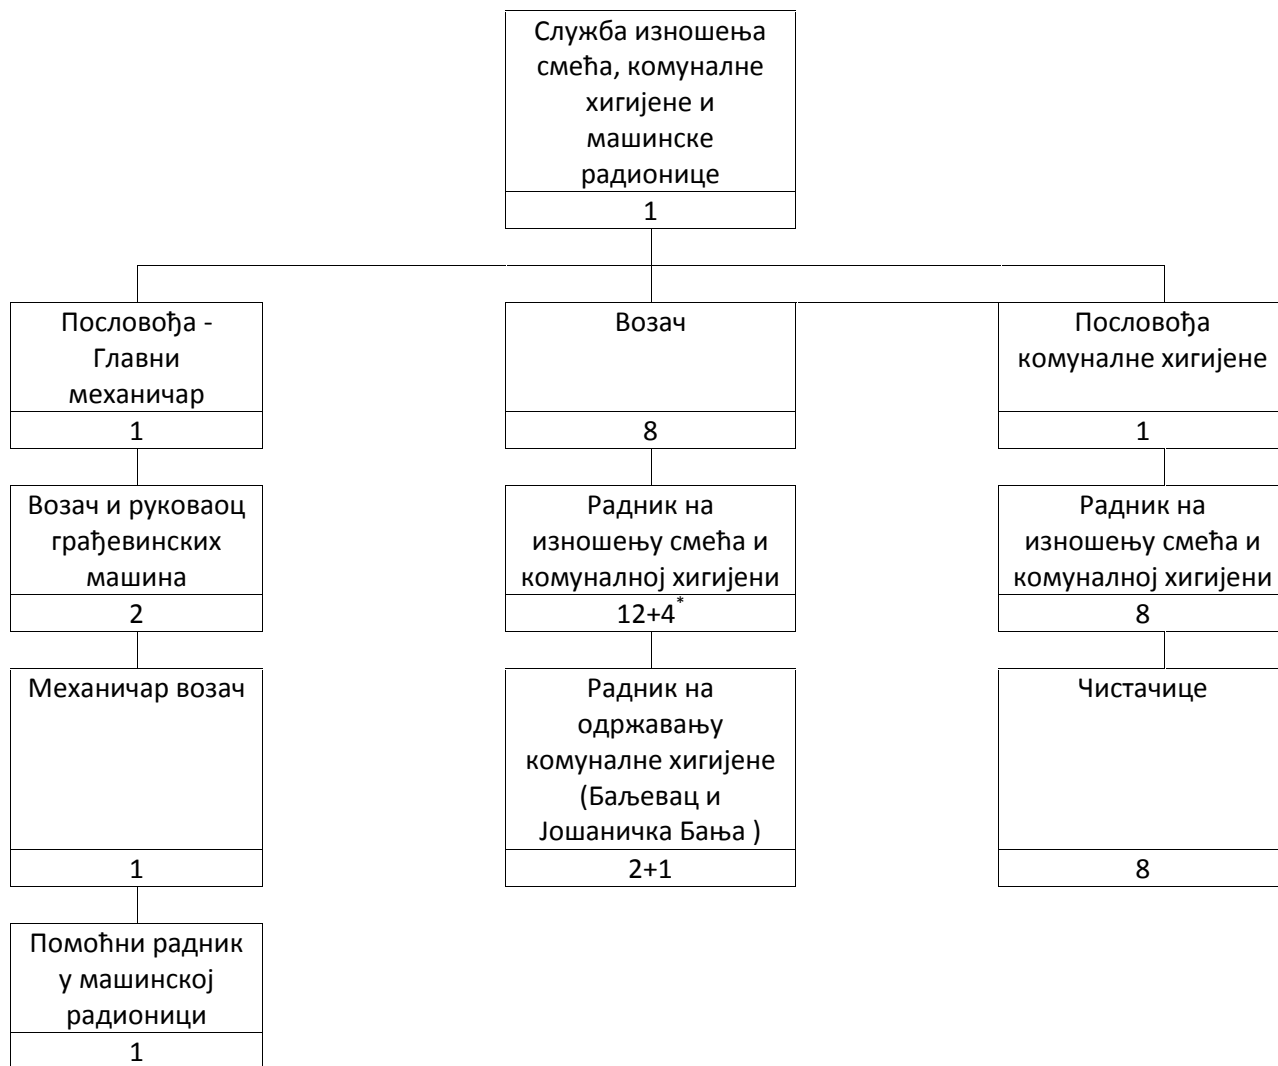 Служба изношења
смећа, комуналне
хигијене и
машинске
радионице
1
Пословођа -
Главни
механичар
1
Возач
8
Пословођа
комуналне хигијене
1
Возач и руковаоц
грађевинских
машина
2
Радник на
изношењу смећа и
комуналној хигијени
12+4*
Радник на
изношењу смећа и
комуналној хигијени
8
Механичар возач
1
Радник на
одржавању
комуналне хигијене
(Баљевац и
Јошаничка Бања )
2+1
Чистачице
8
Помоћни радник
у машинској
радионици
1